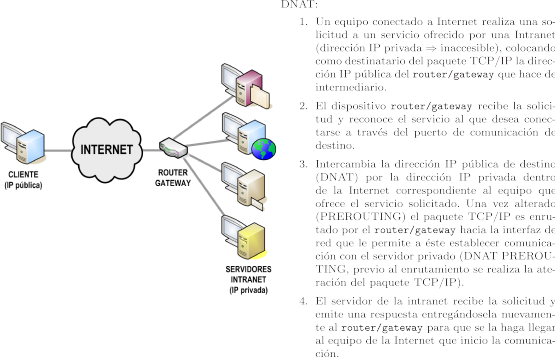 DNAT:
1. Un equipo conectado a Internet realiza una so-
licitud a un servicio ofrecido por una Intranet
(dirección IP privada ⇒ inaccesible), colocando
como destinatario del paquete TCP/IP la direc-
ción IP pública del router/gateway que hace de
intermediario.
2. El dispositivo router/gateway recibe la solici-
tud y reconoce el servicio al que desea conec-
tarse a través del puerto de comunicación de
destino.
3. Intercambia la dirección IP pública de destino
(DNAT) por la dirección IP privada dentro
de la Internet correspondiente al equipo que
ofrece el servicio solicitado. Una vez alterado
(PREROUTING) el paquete TCP/IP es enru-
tado por el router/gateway hacia la interfaz de
red que le permite a éste establecer comunica-
ción con el servidor privado (DNAT PREROU-
TING, previo al enrutamiento se realiza la ate-
ración del paquete TCP/IP).
4. El servidor de la intranet recibe la solicitud y
emite una respuesta entregándosela nuevamen-
te al router/gateway para que se la haga llegar
al equipo de la Internet que inicio la comunica-
ción.
CLIENTE
(IP pública)
INTERNET
ROUTER
GATEWAY
SERVIDORES
INTRANET
(IP privada)